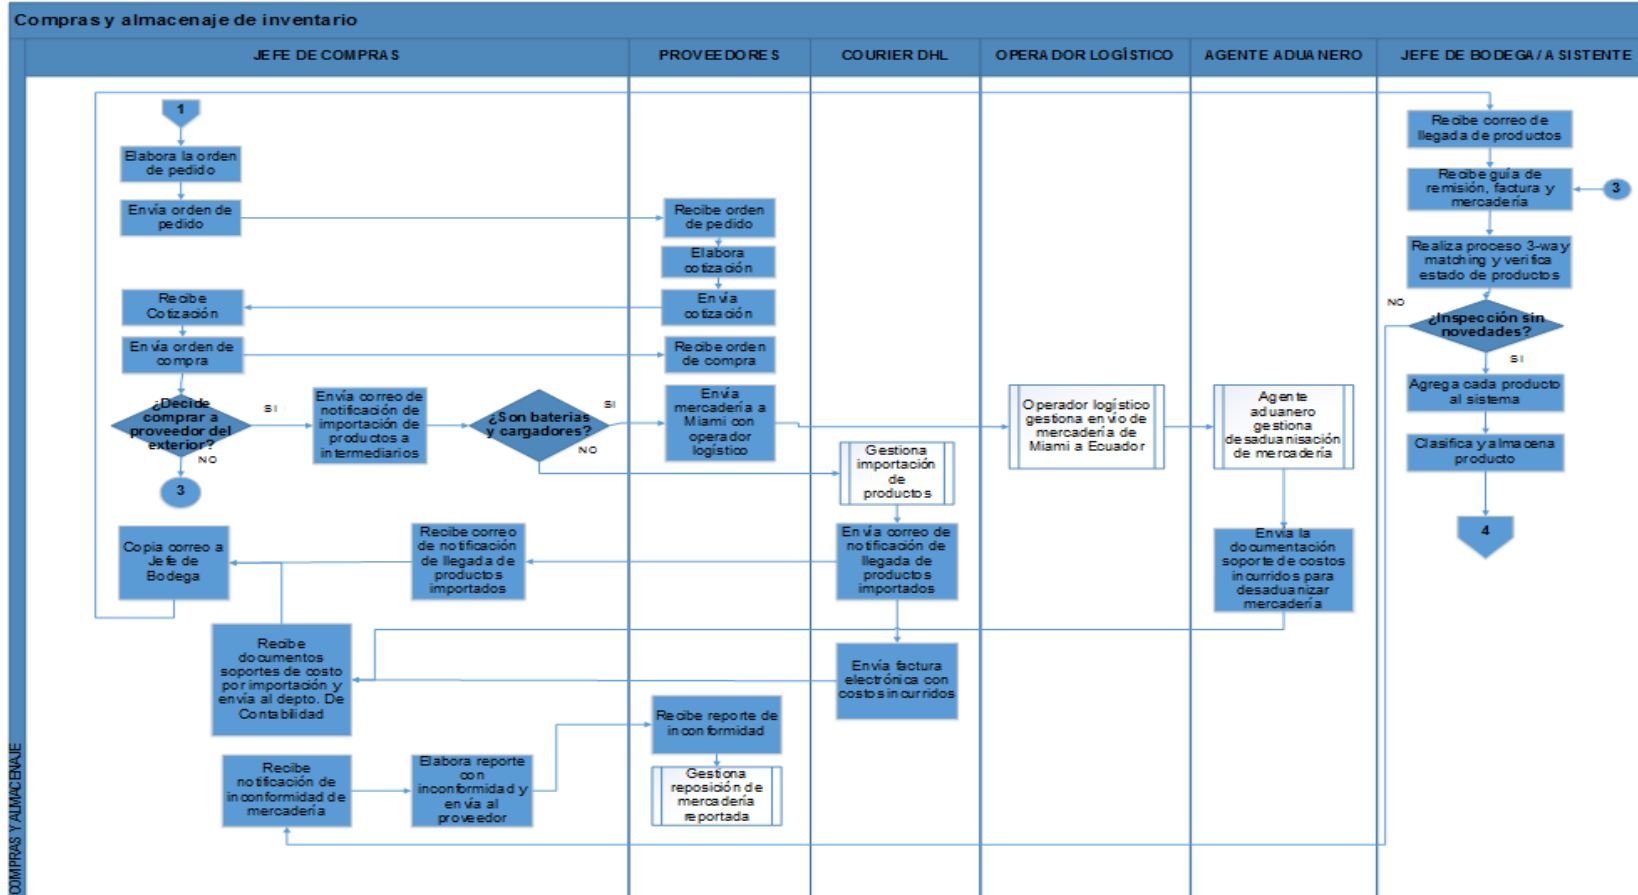 Compras y almacenaje de inventario
JEFE DE COMPRAS
PROVEEDORES
COURIER DHL
OPERADOR LOGÍSTICO
AGENTE ADUANERO
JEFE DE BODEGA/ASISTENTE
COMPRAS Y ALMACENAJE
1
Elabora la orden
de pedido
Envía orden de
pedido
Recibe orden
de pedido
Elabora
cotización
Envía
cotización
Recibe
Cotización
Envía orden de
compra
Recibe orden
de compra
¿Decide
comprar a
proveedor del
exterior?
SI
NO
3
Envía correo de
notificación de
importación de
productos a
intermediarios
¿Son baterias
y cargadores?
SI
NO
Envía
mercadería a
Miami con
operador
logístico
Operador logístico
gestiona envío de
mercadería de
Miami a Ecuador
Agente
aduanero
gestiona
desaduanisación
de mercadería
Gestiona
importación
de
productos
Envía correo de
notificación de
llegada de
productos
importados
Recibe correo
de notificación
de llegada de
productos
importados
Copia correo a
Jefe de
Bodega
Envía la
documentación
soporte de costos
incurridos para
desaduanizar
mercadería
Envía factura
electrónica con
costos incurridos
Recibe
documentos
soportes de costo
por importación y
envía al depto. De
Contabilidad
Recibe correo de
llegada de productos
Recibe guía de
remisión, factura y
mercadería
3
Realiza proceso 3-way
matching y verifica
estado de productos
¿Inspección sin
novedades?
NO
SI
Agrega cada producto
al sistema
Clasifica y almacena
producto
4
Recibe
notificación de
inconformidad de
mercadería
Elabora reporte
con
inconformidad y
envía al
proveedor
Recibe reporte de
inconformidad
Gestiona
reposición de
mercadería
reportada